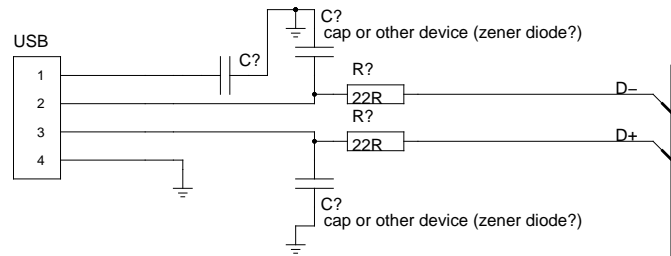 C?
cap or other device (zener diode?)
USB
C?
1
R?
22R
D−
2
R?
3
22R
D+
4
C?
cap or other device (zener diode?)